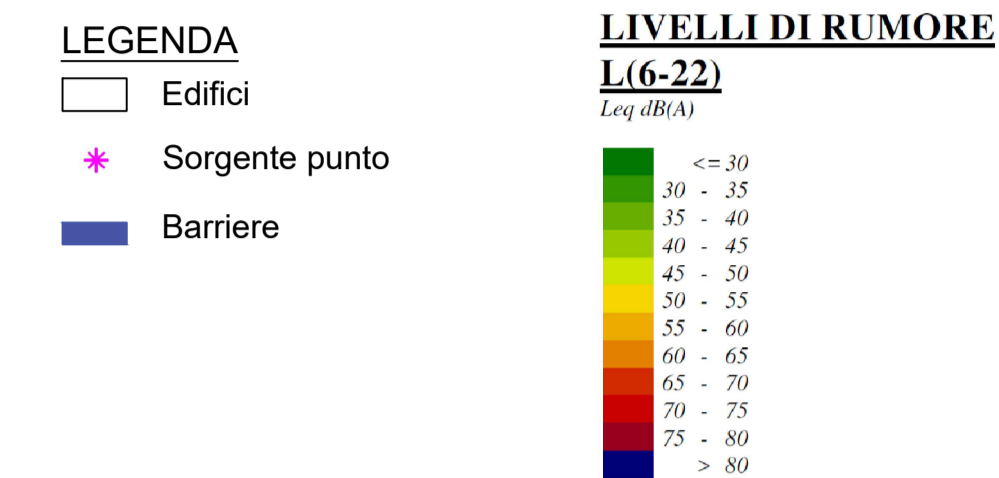 LEGENDA
Edifici
Sorgente punto
Barriere
LIVELLI DI RUMORE
L(6-22)
Leq dB(A)
<= 30
30 - 35
35 - 40
40 - 45
45 - 50
50 - 55
55 - 60
60 - 65
65 - 70
70 - 75
75 - 80
> 80